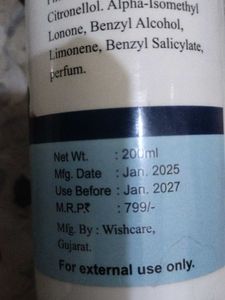 Citronellol. Alpha-Isomethyl
Lonone, Benzyl Alcohol,
Limonene, Benzyl Salicylate,
perfum.
Net Wt. : 200ml
Mfg. Date : Jan. 2025
Use Before : Jan. 2027
M.R.P.₹ : 799/-
Mfg. By : Wishcare,
Gujarat.
For external use only.